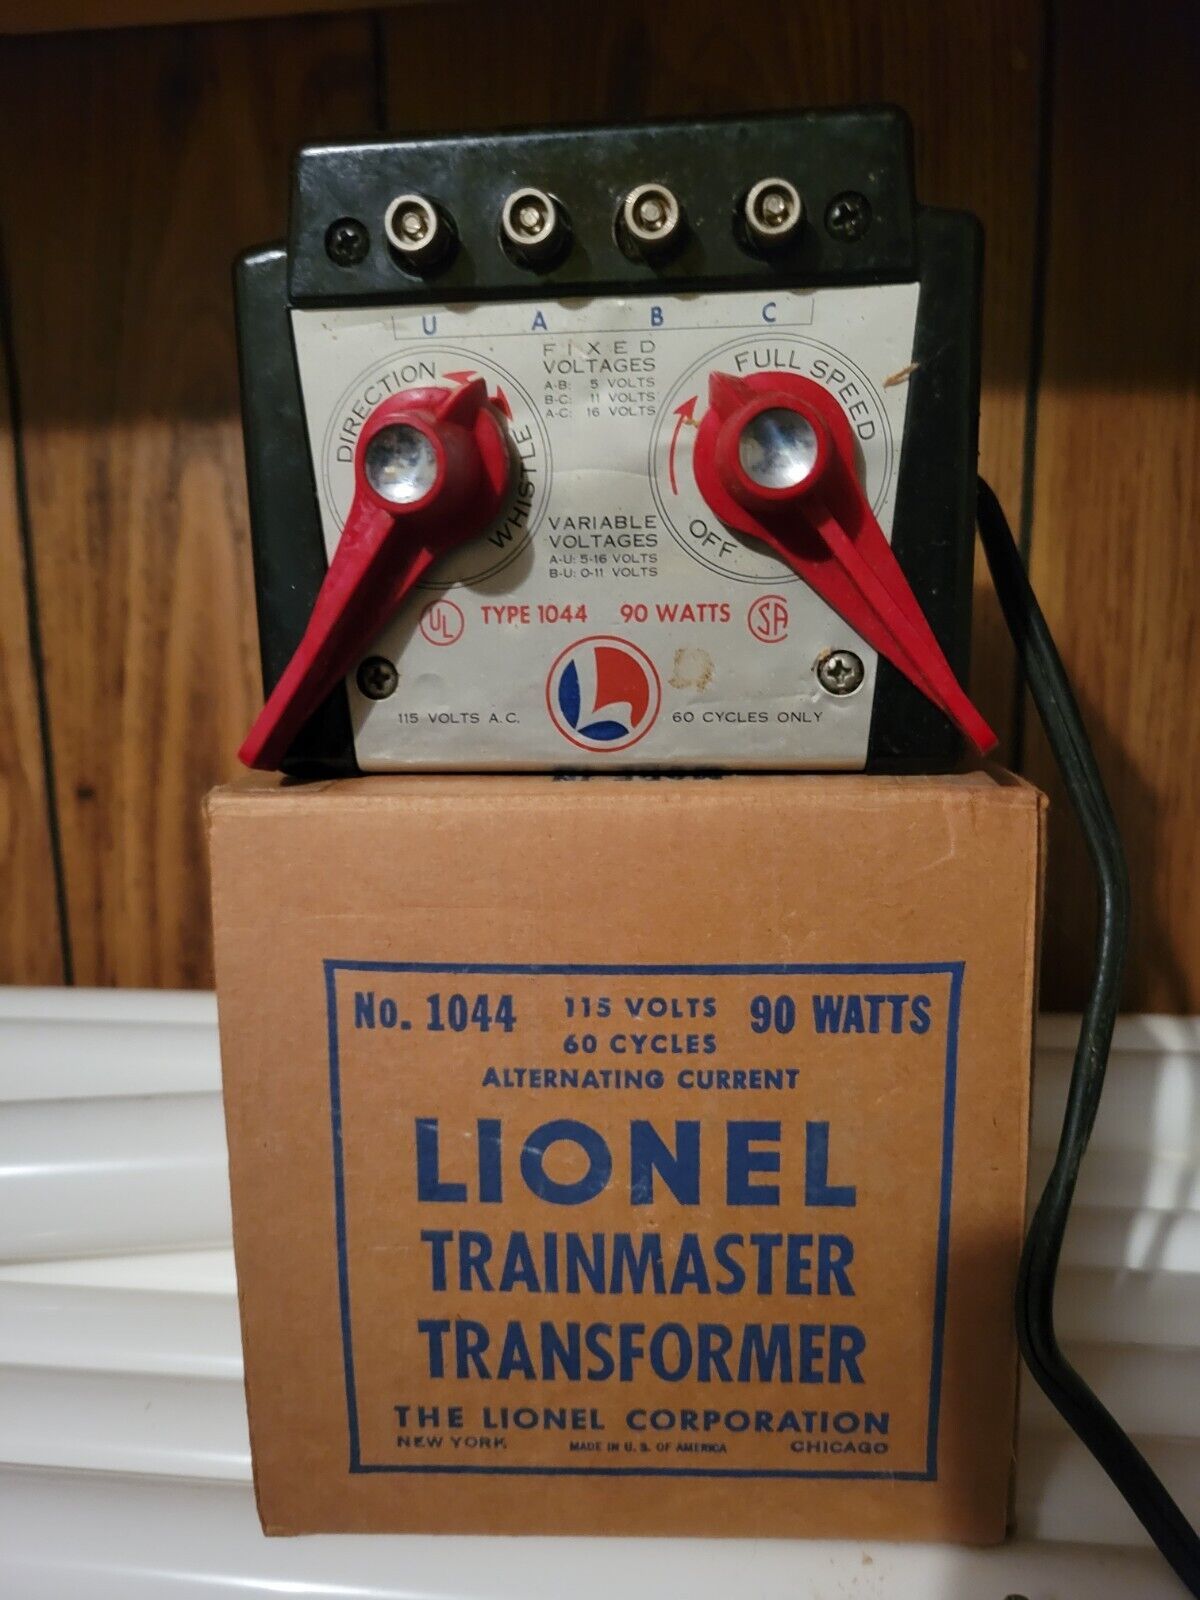 U A B C
DIRECTION
WHISTLE
FIXED
VOLTAGES
A-B: 5 VOLTS
B-C: 11 VOLTS
A-C: 16 VOLTS
FULL SPEED
OFF
VARIABLE
VOLTAGES
A-U: 5-16 VOLTS
B-U: 0-11 VOLTS
UL TYPE 1044 90 WATTS SA
L
115 VOLTS A.C. 60 CYCLES ONLY
MADE IN
No. 1044 115 VOLTS 90 WATTS
60 CYCLES
ALTERNATING CURRENT
LIONEL
TRAINMASTER
TRANSFORMER
THE LIONEL CORPORATION
NEW YORK MADE IN U. S. OF AMERICA CHICAGO